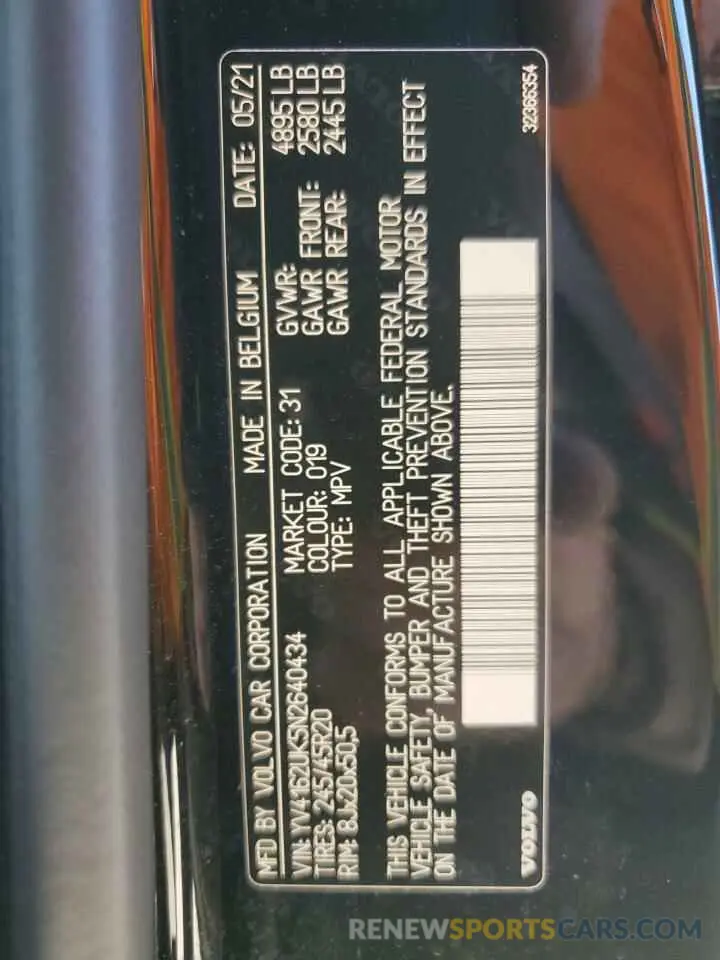 MFD BY VOLVO CAR CORPORATION MADE IN BELGIUM DATE: 05/21
VIN: YV4162UK5N2640434 MARKET CODE: 31 GVWR: 4895 LB
TIRES: 245/45R20 COLOUR: 019 GAWR FRONT: 2580 LB
RIM: 8Jx20x50,5 TYPE: MPV GAWR REAR: 2445 LB
THIS VEHICLE CONFORMS TO ALL APPLICABLE FEDERAL MOTOR
VEHICLE SAFETY, BUMPER AND THEFT PREVENTION STANDARDS IN EFFECT
ON THE DATE OF MANUFACTURE SHOWN ABOVE.
VOLVO 32366354
RENEWSPORTSCARS.COM